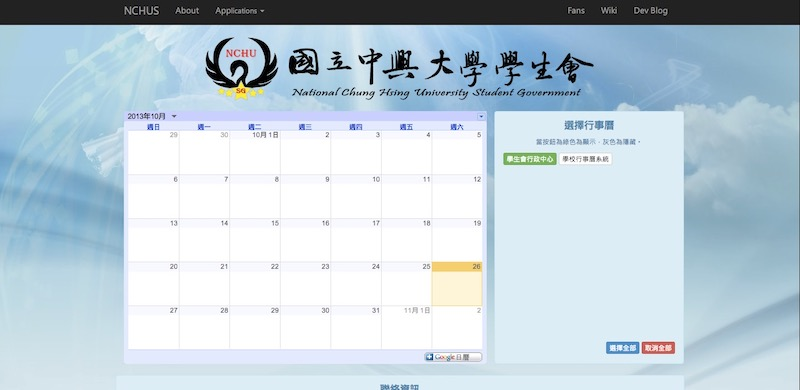 NCHUS About Applications Fans Wiki Dev Blog
NCHU
SG
國立中興大學學生會
National Chung Hsing University Student Government
2013年10月
週日 週一 週二 週三 週四 週五 週六
29 30 10月 1日 2 3 4 5
6 7 8 9 10 11 12
13 14 15 16 17 18 19
20 21 22 23 24 25 26
27 28 29 30 31 11月 1日 2
Google 日曆
選擇行事曆
當按鈕為綠色為顯示，灰色為隱藏。
學生會行政中心 學校行事曆系統
選擇全部 取消全部
聯絡資訊